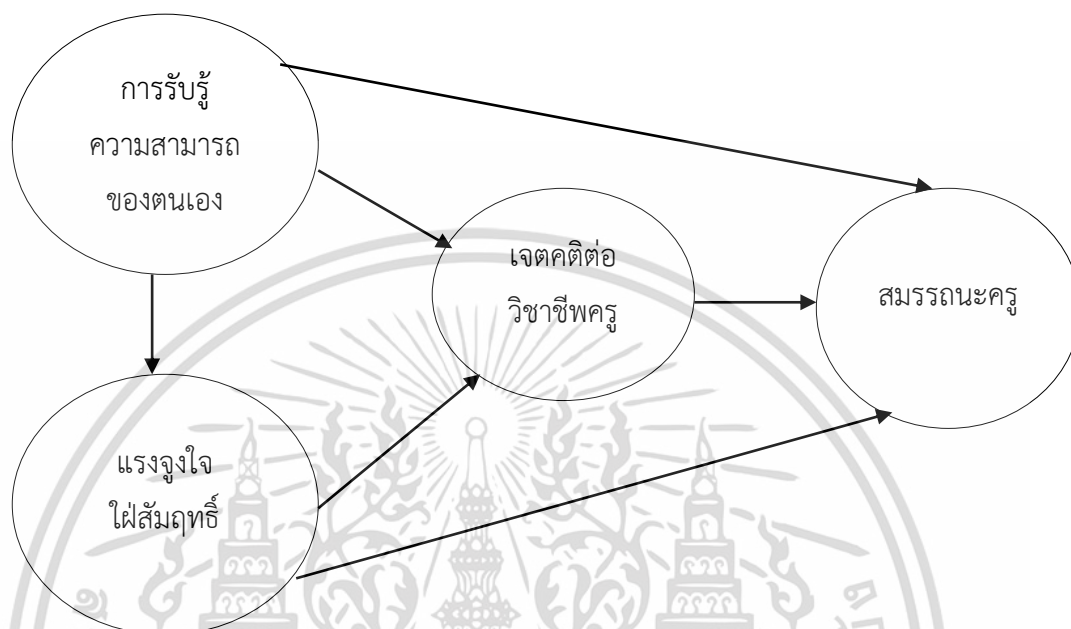 การรับรู้
ความสามารถ
ของตนเอง
เจตคติต่อ
วิชาชีพครู
สมรรถนะครู
แรงจูงใจ
ใฝ่สัมฤทธิ์